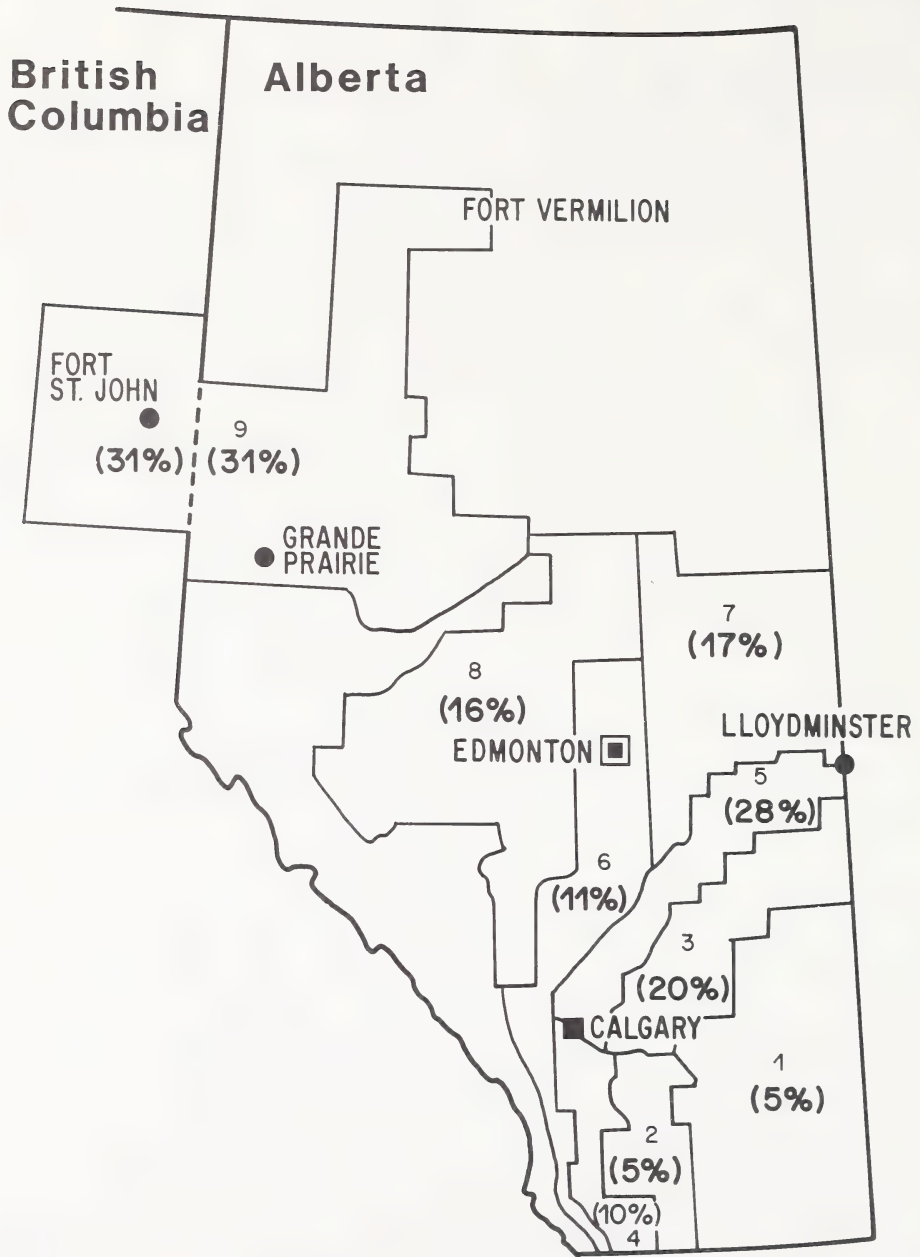 British
Columbia
Alberta
FORT VERMILION
FORT
ST. JOHN
9
(31%)
(31%)
GRANDE
PRAIRIE
7
(17%)
8
(16%)
LLOYDMINSTER
EDMONTON
5
(28%)
6
(11%)
3
(20%)
CALGARY
1
(5%)
2
(5%)
(10%)
4